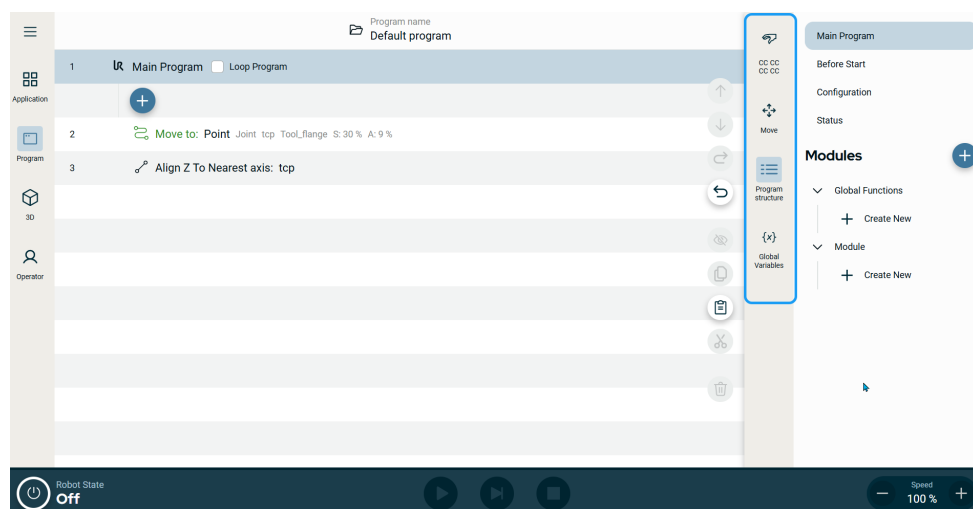 Program name
Default program
Application
Program
3D
Operator
1 UR Main Program Loop Program
2 Move to: Point Joint tcp Tool_flange S: 30 % A: 9 %
3 Align Z To Nearest axis: tcp
CC CC
CC CC
Move
Program
structure
{x}
Global
Variables
Main Program
Before Start
Configuration
Status
Modules
Global Functions
Create New
Module
Create New
Robot State
Off
Speed
100 %